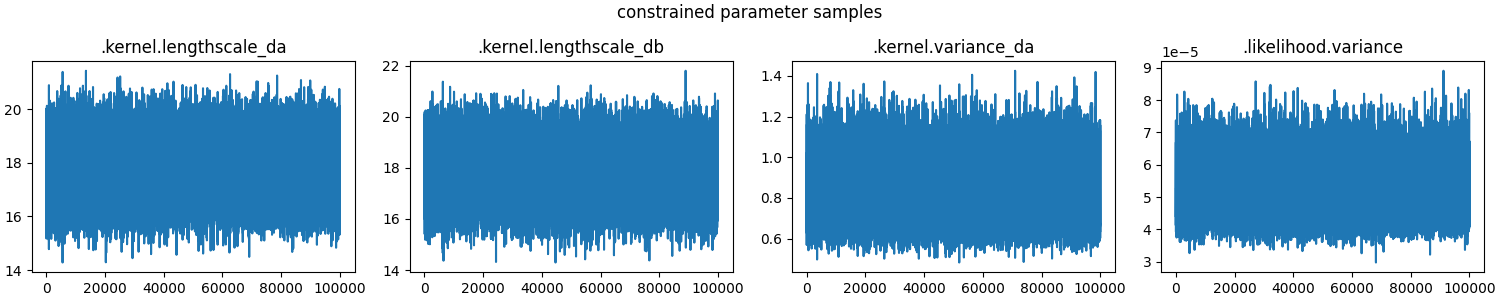 constrained parameter samples
.kernel.lengthscale_da
.kernel.lengthscale_db
.kernel.variance_da
.likelihood.variance
1e−5
20
18
16
14
0 20000 40000 60000 80000 100000
22
20
18
16
14
0 20000 40000 60000 80000 100000
1.4
1.2
1.0
0.8
0.6
0 20000 40000 60000 80000 100000
9
8
7
6
5
4
3
0 20000 40000 60000 80000 100000